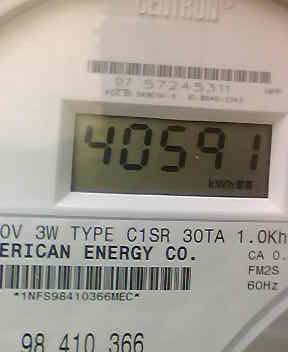 CENTRON
07 57245311
40591
kWh
0V 3W TYPE C1SR 30TA 1.0Kh
ERICAN ENERGY CO.
CA 0.
FM2S
60Hz
*1NFS98410366MEC*
98 410 366